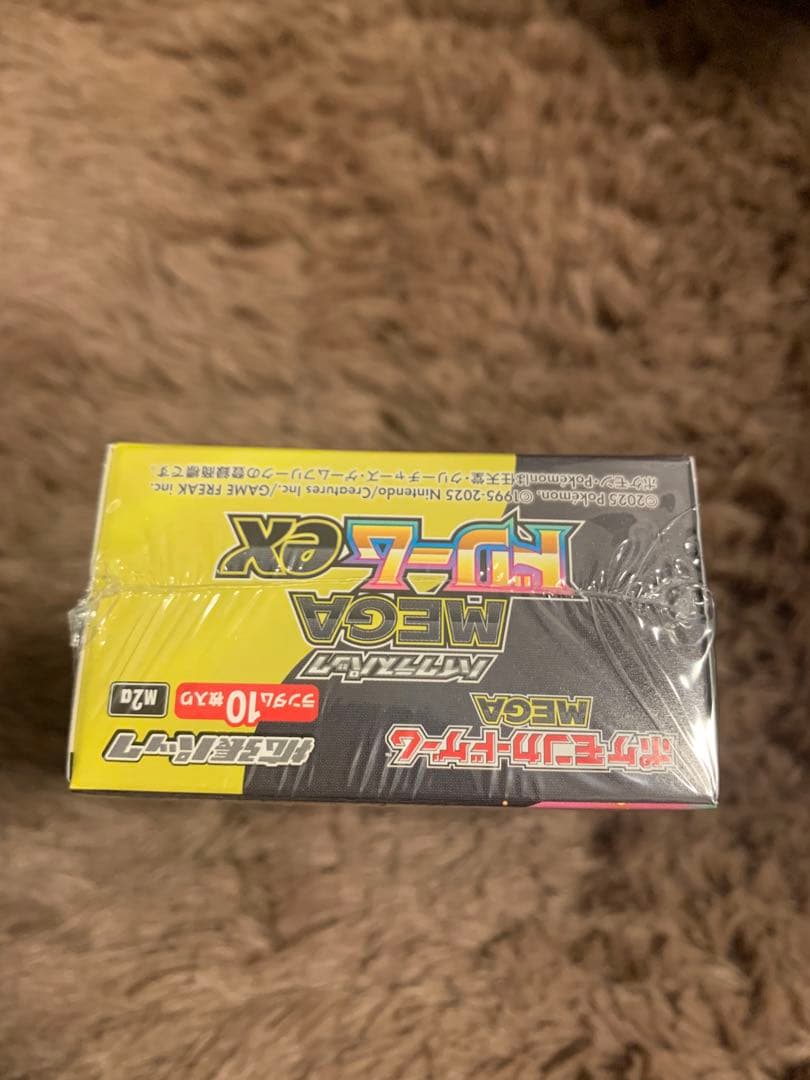 ポケモンカードゲーム
MEGA
拡張パック
ランダム10枚入り
M2a
ハイクラスパック
MEGA
ドリームex
©2025 Pokémon. ©1995-2025 Nintendo/Creatures Inc./GAME FREAK inc.
ポケモン・Pokémonは任天堂・クリーチャーズ・ゲームフリークの登録商標です。